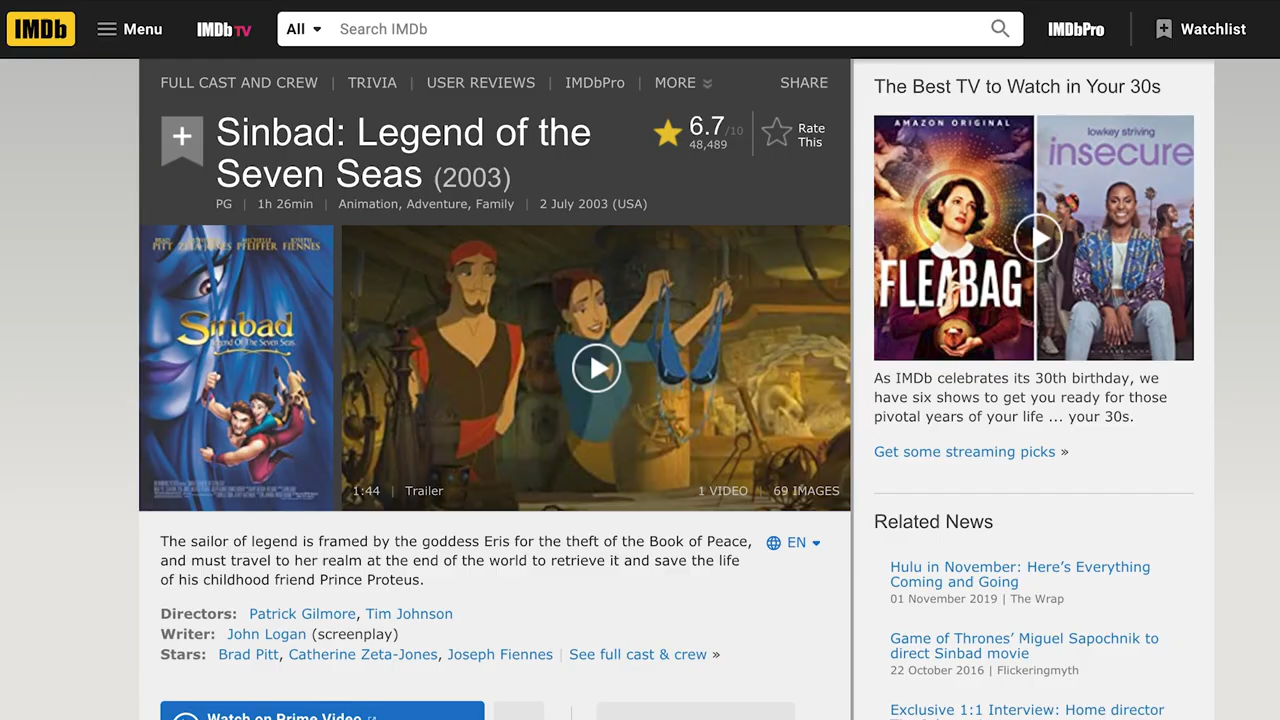 IMDb
Menu
IMDb TV
All
Search IMDb
IMDbPro
Watchlist
FULL CAST AND CREW | TRIVIA | USER REVIEWS | IMDbPro | MORE
SHARE
Sinbad: Legend of the
Seven Seas (2003)
6.7/10
48,489
Rate
This
PG | 1h 26min | Animation, Adventure, Family | 2 July 2003 (USA)
BRAD CATHERINE MICHELLE JOSEPH
PITT ZETA-JONES PFEIFFER FIENNES
Sinbad
Legend Of The Seven Seas
1:44 | Trailer
1 VIDEO | 69 IMAGES
The sailor of legend is framed by the goddess Eris for the theft of the Book of Peace,
and must travel to her realm at the end of the world to retrieve it and save the life
of his childhood friend Prince Proteus.
EN
Directors: Patrick Gilmore, Tim Johnson
Writer: John Logan (screenplay)
Stars: Brad Pitt, Catherine Zeta-Jones, Joseph Fiennes | See full cast & crew »
Watch on Prime Video
The Best TV to Watch in Your 30s
AMAZON ORIGINAL
FLEABAG
lowkey striving
insecure
As IMDb celebrates its 30th birthday, we
have six shows to get you ready for those
pivotal years of your life ... your 30s.
Get some streaming picks »
Related News
Hulu in November: Here's Everything
Coming and Going
01 November 2019 | The Wrap
Game of Thrones' Miguel Sapochnik to
direct Sinbad movie
22 October 2016 | Flickeringmyth
Exclusive 1:1 Interview: Home director